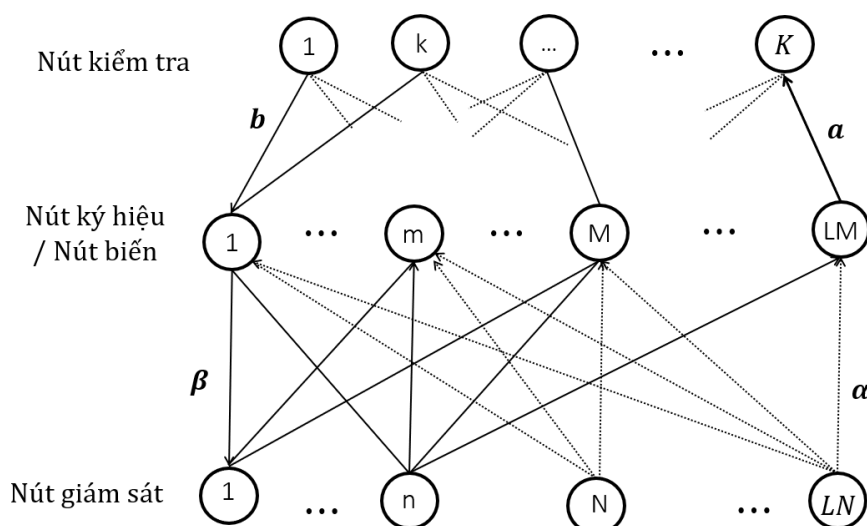 Nút kiểm tra
1
k
...
...
K
b
a
Nút ký hiệu
/ Nút biến
1
...
m
...
M
...
LM
β
α
Nút giám sát
1
...
n
N
...
LN